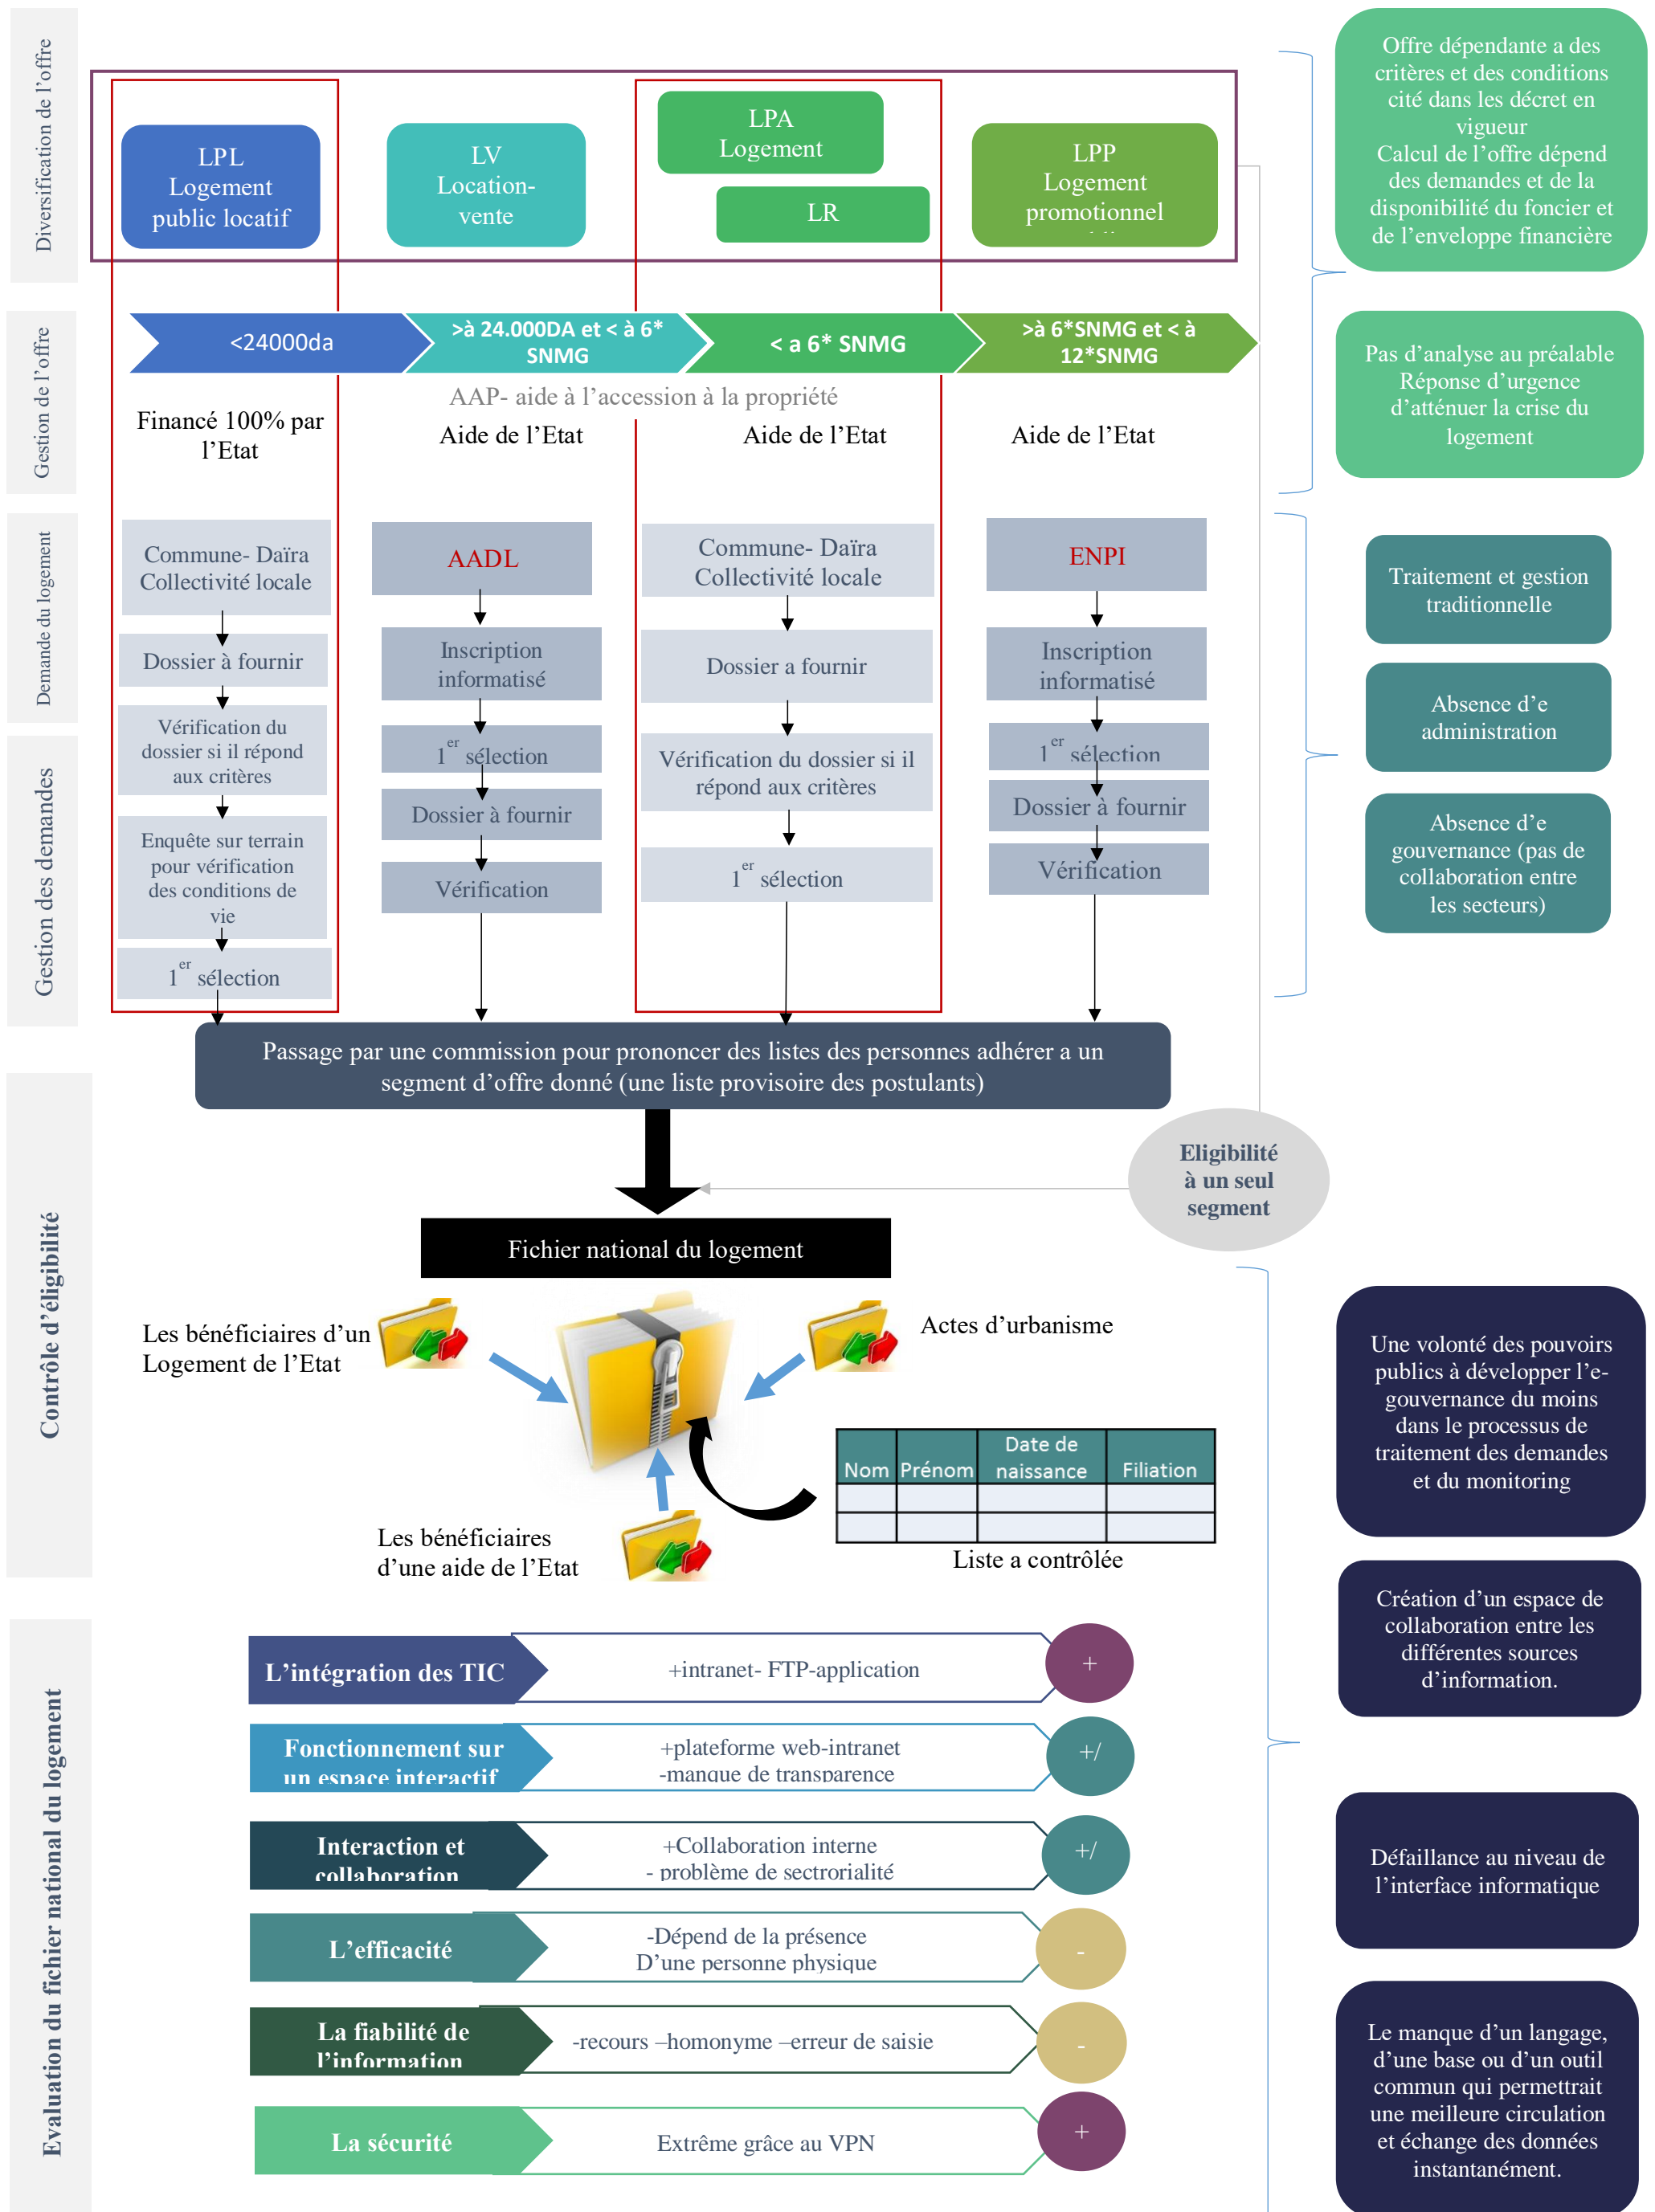 Diversification de l'offre
LPL
Logement
public locatif
LV
Location-
vente
LPA
Logement
LR
LPP
Logement
promotionnel
Offre dépendante a des
critères et des conditions
cité dans les décret en
vigueur
Calcul de l'offre dépend
des demandes et de la
disponibilité du foncier et
de l'enveloppe financière
Gestion de l'offre
<24000da
>à 24.000DA et < à 6*
SNMG
< a 6* SNMG
>à 6*SNMG et < à
12*SNMG
AAP- aide à l'accession à la propriété
Financé 100% par
l'Etat
Aide de l'Etat
Aide de l'Etat
Aide de l'Etat
Pas d'analyse au préalable
Réponse d'urgence
d'atténuer la crise du
logement
Demande du logement
Gestion des demandes
Commune- Daïra
Collectivité locale
Dossier à fournir
Vérification du
dossier si il répond
aux critères
Enquête sur terrain
pour vérification
des conditions de
vie
1er sélection
AADL
Inscription
informatisé
1er sélection
Dossier à fournir
Vérification
Commune- Daïra
Collectivité locale
Dossier a fournir
Vérification du dossier si il
répond aux critères
1er sélection
ENPI
Inscription
informatisé
1er sélection
Dossier à fournir
Vérification
Traitement et gestion
traditionnelle
Absence d'e
administration
Absence d'e
gouvernance (pas de
collaboration entre
les secteurs)
Passage par une commission pour prononcer des listes des personnes adhérer a un
segment d'offre donné (une liste provisoire des postulants)
Contrôle d'éligibilité
Eligibilité
à un seul
segment
Fichier national du logement
Les bénéficiaires d'un
Logement de l'Etat
Actes d'urbanisme
Nom Prénom Date de naissance Filiation
Liste a contrôlée
Les bénéficiaires
d'une aide de l'Etat
Une volonté des pouvoirs
publics à développer l'e-
gouvernance du moins
dans le processus de
traitement des demandes
et du monitoring
Création d'un espace de
collaboration entre les
différentes sources
d'information.
Défaillance au niveau de
l'interface informatique
Le manque d'un langage,
d'une base ou d'un outil
commun qui permettrait
une meilleure circulation
et échange des données
instantanément.
Evaluation du fichier national du logement
L'intégration des TIC
+intranet- FTP-application
+
Fonctionnement sur
un espace interactif
+plateforme web-intranet
-manque de transparence
+/
Interaction et
collaboration
+Collaboration interne
- problème de sectrorialité
+/
L'efficacité
-Dépend de la présence
D'une personne physique
-
La fiabilité de
l'information
-recours –homonyme –erreur de saisie
-
La sécurité
Extrême grâce au VPN
+